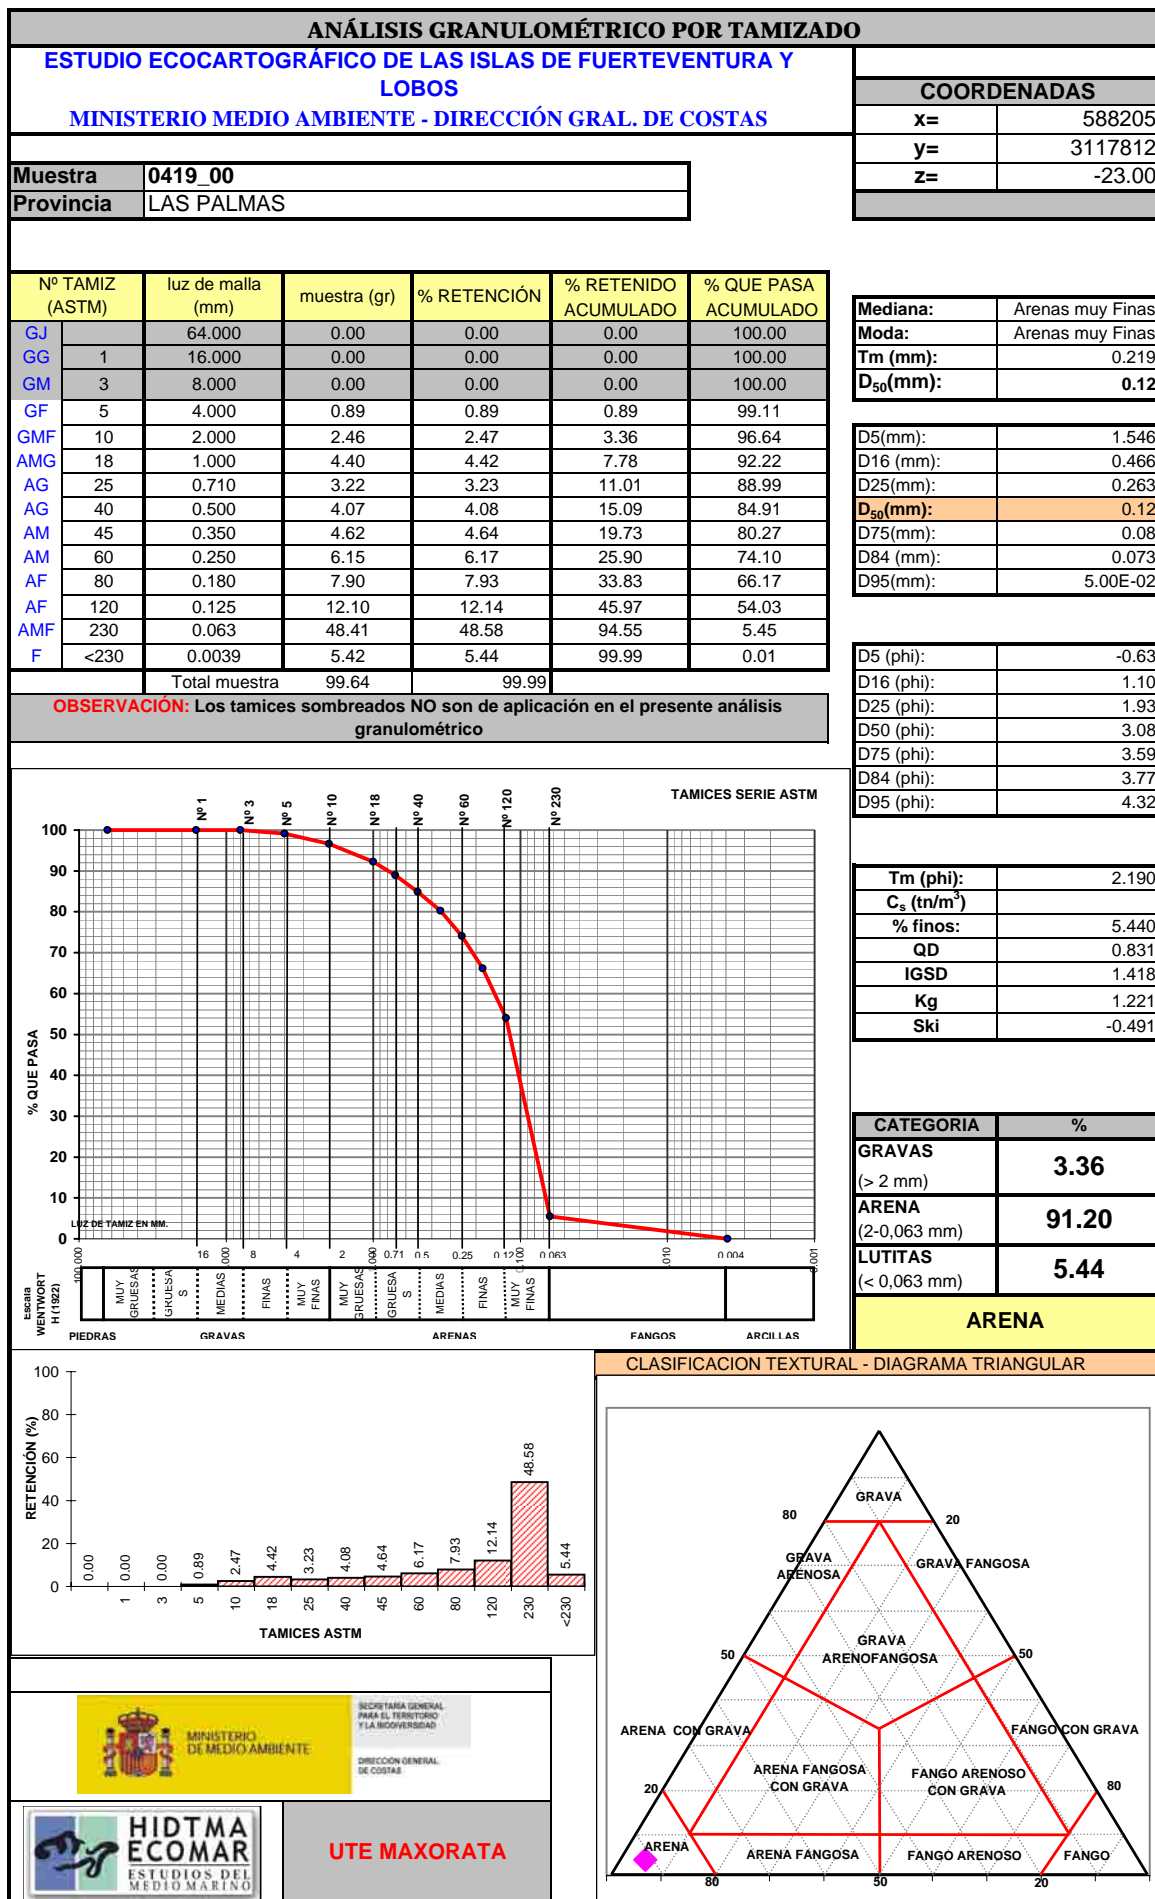 ANÁLISIS GRANULOMÉTRICO POR TAMIZADO
ESTUDIO ECOCARTOGRÁFICO DE LAS ISLAS DE FUERTEVENTURA Y
LOBOS
MINISTERIO MEDIO AMBIENTE - DIRECCIÓN GRAL. DE COSTAS
COORDENADAS
x= 588205
y= 3117812
z= -23.00
Muestra 0419_00
Provincia LAS PALMAS
Nº TAMIZ (ASTM) luz de malla (mm) muestra (gr) % RETENCIÓN % RETENIDO ACUMULADO % QUE PASA ACUMULADO
GJ 64.000 0.00 0.00 0.00 100.00
GG 1 16.000 0.00 0.00 0.00 100.00
GM 3 8.000 0.00 0.00 0.00 100.00
GF 5 4.000 0.89 0.89 0.89 99.11
GMF 10 2.000 2.46 2.47 3.36 96.64
AMG 18 1.000 4.40 4.42 7.78 92.22
AG 25 0.710 3.22 3.23 11.01 88.99
AG 40 0.500 4.07 4.08 15.09 84.91
AM 45 0.350 4.62 4.64 19.73 80.27
AM 60 0.250 6.15 6.17 25.90 74.10
AF 80 0.180 7.90 7.93 33.83 66.17
AF 120 0.125 12.10 12.14 45.97 54.03
AMF 230 0.063 48.41 48.58 94.55 5.45
F <230 0.0039 5.42 5.44 99.99 0.01
Total muestra 99.64 99.99
OBSERVACIÓN: Los tamices sombreados NO son de aplicación en el presente análisis
granulométrico
Mediana: Arenas muy Finas
Moda: Arenas muy Finas
Tm (mm): 0.219
D50(mm): 0.12
D5(mm): 1.546
D16 (mm): 0.466
D25(mm): 0.263
D50(mm): 0.12
D75(mm): 0.08
D84 (mm): 0.073
D95(mm): 5.00E-02
D5 (phi): -0.63
D16 (phi): 1.10
D25 (phi): 1.93
D50 (phi): 3.08
D75 (phi): 3.59
D84 (phi): 3.77
D95 (phi): 4.32
Tm (phi): 2.190
Cs (tn/m³)
% finos: 5.440
QD 0.831
IGSD 1.418
Kg 1.221
Ski -0.491
CATEGORIA %
GRAVAS
(> 2 mm) 3.36
ARENA
(2-0,063 mm) 91.20
LUTITAS
(< 0,063 mm) 5.44
ARENA
TAMICES SERIE ASTM
Nº 1 Nº 3 Nº 5 Nº 10 Nº 18 Nº 40 Nº 60 Nº 120 Nº 230
% QUE PASA
100
90
80
70
60
50
40
30
20
10
0
LUZ DE TAMIZ EN MM.
16 8 4 2 0.71 0.5 0.25 0.12 0.063 0.004
100.000 0.100
Escala
WENTWORT
H (1922)
MUY GRUESAS GRUESA S MEDIAS FINAS MUY FINAS MUY GRUESAS GRUESA S MEDIAS FINAS MUY FINAS
PIEDRAS GRAVAS ARENAS FANGOS ARCILLAS
RETENCIÓN (%)
100
80
60
40
20
0
0.00 0.00 0.00 0.89 2.47 4.42 3.23 4.08 4.64 6.17 7.93 12.14 48.58 5.44
1 3 5 10 18 25 40 45 60 80 120 230 <230
TAMICES ASTM
CLASIFICACION TEXTURAL - DIAGRAMA TRIANGULAR
GRAVA
80 20
GRAVA
ARENOSA
GRAVA FANGOSA
GRAVA
ARENOFANGOSA
50 50
ARENA CON GRAVA
FANGO CON GRAVA
ARENA FANGOSA
CON GRAVA
FANGO ARENOSO
CON GRAVA
20 80
ARENA
ARENA FANGOSA
FANGO ARENOSO
FANGO
80 50 20
MINISTERIO
DE MEDIO AMBIENTE
SECRETARÍA GENERAL
PARA EL TERRITORIO
Y LA BIODIVERSIDAD
DIRECCIÓN GENERAL
DE COSTAS
HIDTMA
ECOMAR
ESTUDIOS DEL
MEDIO MARINO
UTE MAXORATA